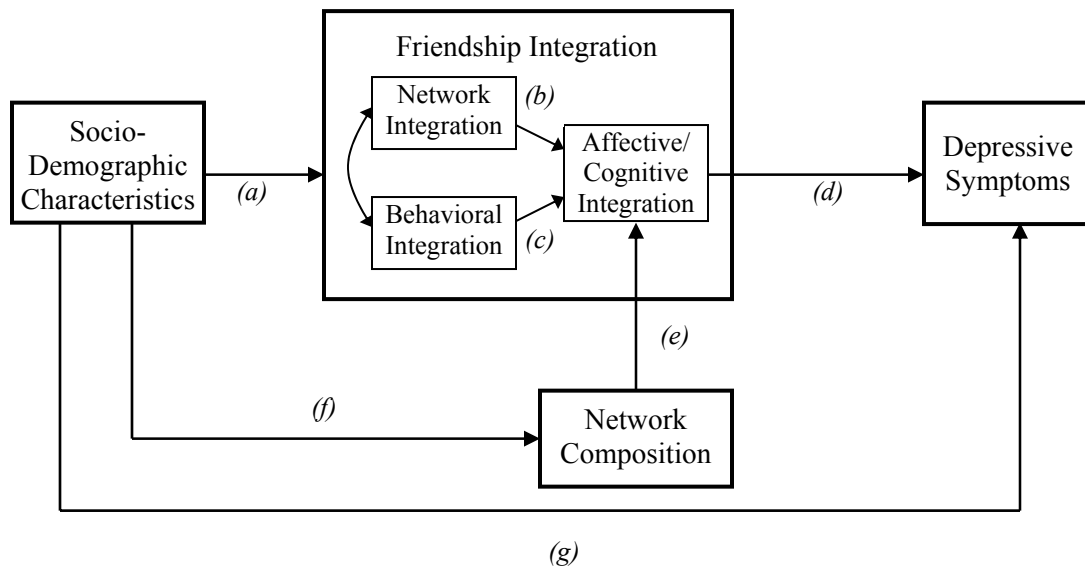 Friendship Integration
Network
Integration
(b)
Socio-
Demographic
Characteristics
(a)
Behavioral
Integration
(c)
Affective/
Cognitive
Integration
(d)
Depressive
Symptoms
(e)
(f)
Network
Composition
(g)